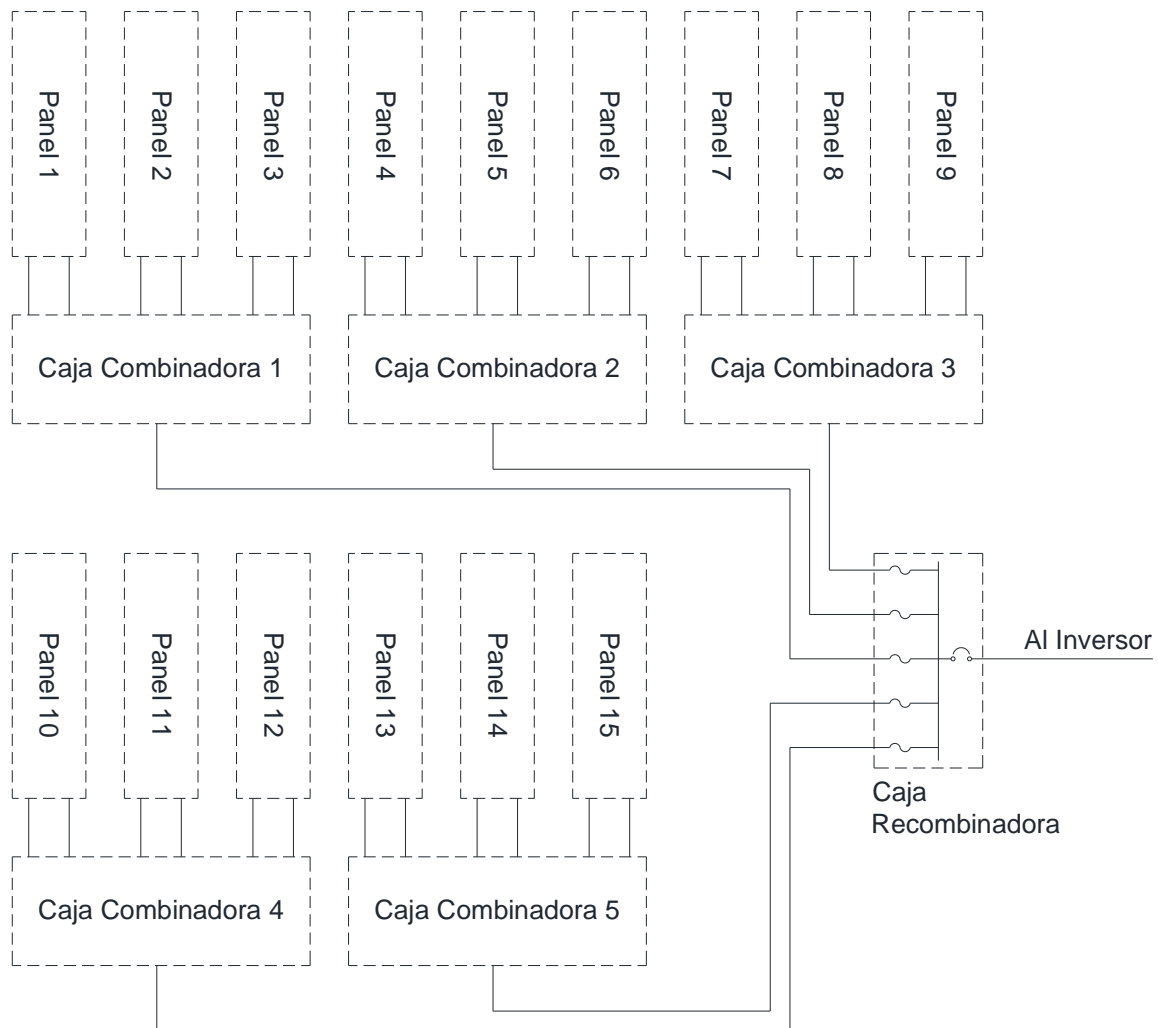 Panel 1
Panel 2
Panel 3
Panel 4
Panel 5
Panel 6
Panel 7
Panel 8
Panel 9
Caja Combinadora 1
Caja Combinadora 2
Caja Combinadora 3
Panel 10
Panel 11
Panel 12
Panel 13
Panel 14
Panel 15
Al Inversor
Caja
Recombinadora
Caja Combinadora 4
Caja Combinadora 5